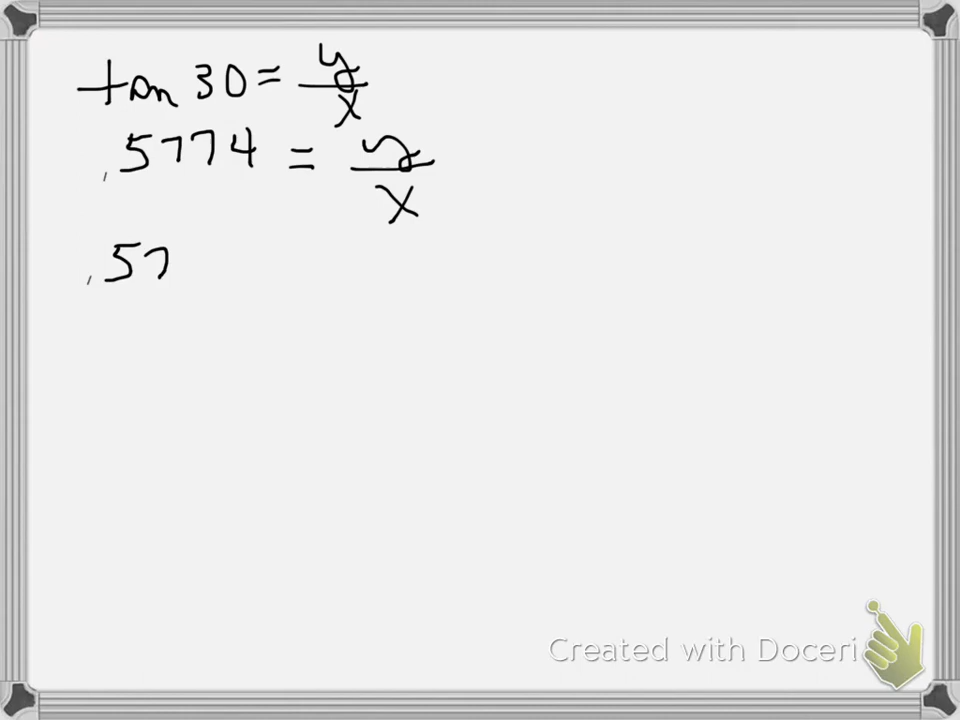 tan 30 = y/x
.5774 = y/x
.57
Created with Doceri